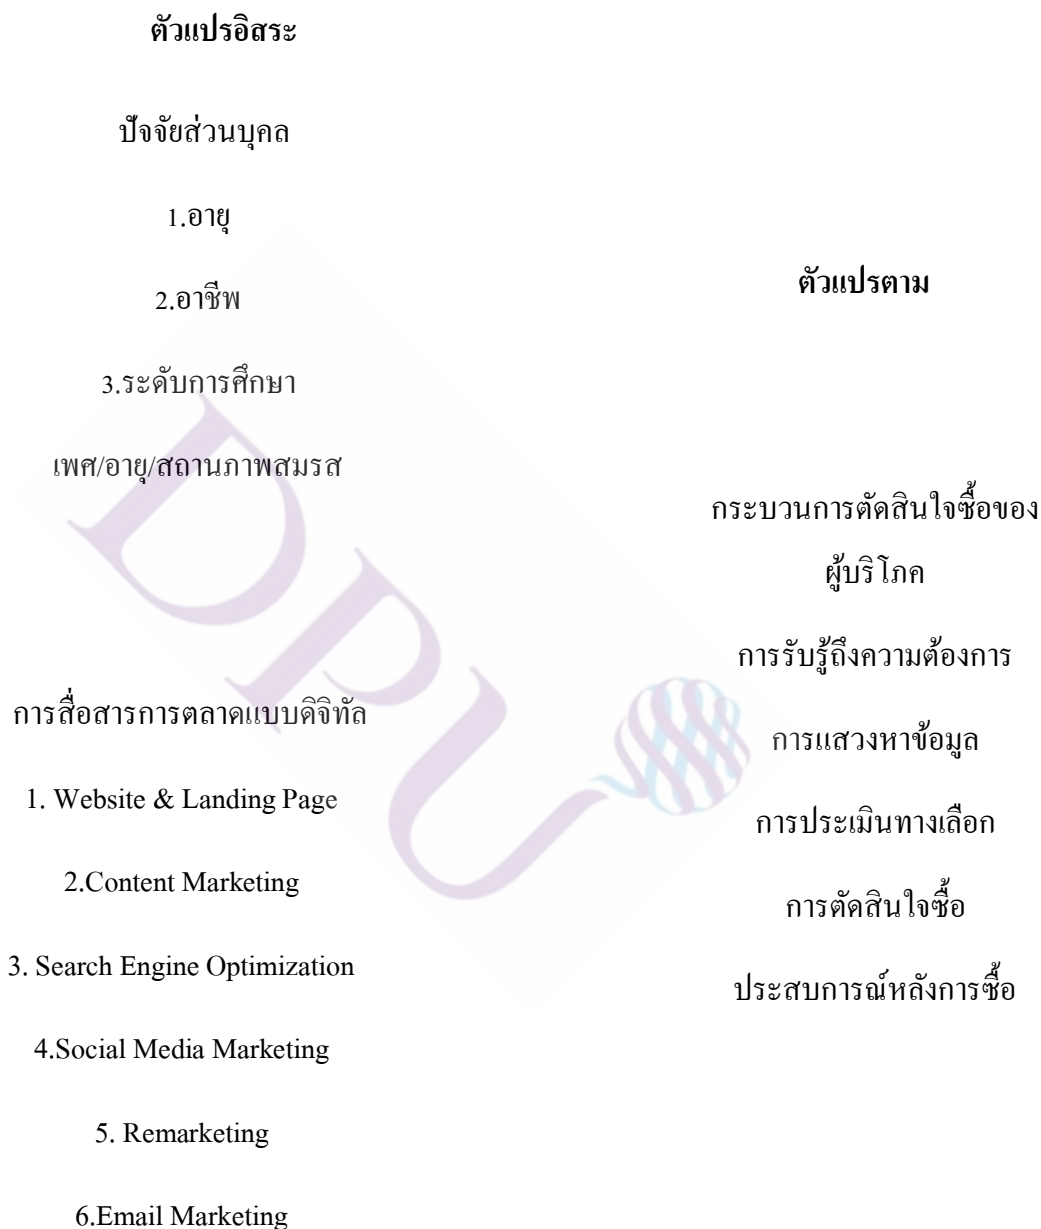 ตัวแปรอิสระ
ปัจจัยส่วนบุคล
1.อายุ
2.อาชีพ
3.ระดับการศึกษา
เพศ/อายุ/สถานภาพสมรส
การสื่อสารการตลาดแบบดิจิทัล
1. Website & Landing Page
2.Content Marketing
3. Search Engine Optimization
4.Social Media Marketing
5. Remarketing
6.Email Marketing
ตัวแปรตาม
กระบวนการตัดสินใจซื้อของ
ผู้บริโภค
การรับรู้ถึงความต้องการ
การแสวงหาข้อมูล
การประเมินทางเลือก
การตัดสินใจซื้อ
ประสบการณ์หลังการซื้อ
DPU